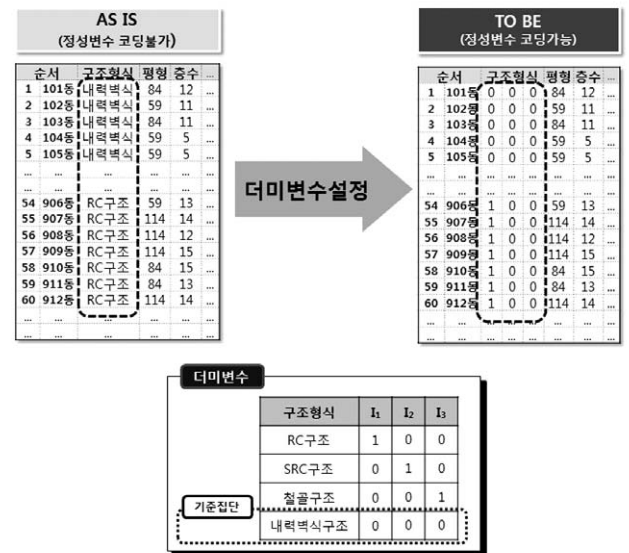 AS IS
(정성변수 코딩불가)
순서 구조형식 평형 층수 ...
1 101동 내력벽식 84 12 ...
2 102동 내력벽식 59 11 ...
3 103동 내력벽식 84 11 ...
4 104동 내력벽식 59 5 ...
5 105동 내력벽식 59 5 ...
... ... ... ... ... ...
... ... ... ... ... ...
54 906동 RC구조 59 13 ...
55 907동 RC구조 114 14 ...
56 908동 RC구조 114 12 ...
57 909동 RC구조 114 15 ...
58 910동 RC구조 84 15 ...
59 911동 RC구조 84 13 ...
60 912동 RC구조 114 14 ...
... ... ... ... ... ...
... ... ... ... ... ...
더미변수설정
TO BE
(정성변수 코딩가능)
순서 구조형식 평형 층수 ...
1 101동 0 0 0 84 12 ...
2 102동 0 0 0 59 11 ...
3 103동 0 0 0 84 11 ...
4 104동 0 0 0 59 5 ...
5 105동 0 0 0 59 5 ...
... ... ... ... ... ... ... ...
... ... ... ... ... ... ... ...
54 906동 1 0 0 59 13 ...
55 907동 1 0 0 114 14 ...
56 908동 1 0 0 114 12 ...
57 909동 1 0 0 114 15 ...
58 910동 1 0 0 84 15 ...
59 911동 1 0 0 84 13 ...
60 912동 1 0 0 114 14 ...
... ... ... ... ... ... ... ...
... ... ... ... ... ... ... ...
더미변수
구조형식 I₁ I₂ I₃
RC구조 1 0 0
SRC구조 0 1 0
철골구조 0 0 1
기준집단
내력벽식구조 0 0 0